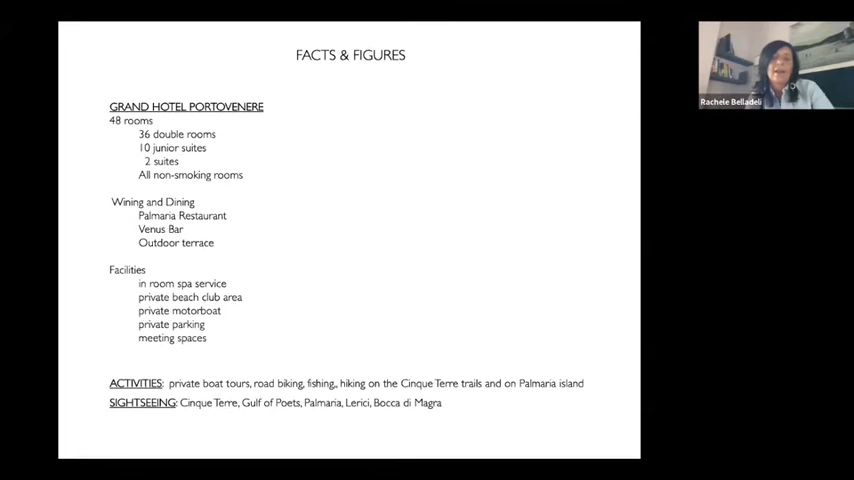 FACTS & FIGURES
GRAND HOTEL PORTOVENERE
48 rooms
36 double rooms
10 junior suites
2 suites
All non-smoking rooms
Wining and Dining
Palmaria Restaurant
Venus Bar
Outdoor terrace
Facilities
in room spa service
private beach club area
private motorboat
private parking
meeting spaces
ACTIVITIES: private boat tours, road biking, fishing,, hiking on the Cinque Terre trails and on Palmaria island
SIGHTSEEING: Cinque Terre, Gulf of Poets, Palmaria, Lerici, Bocca di Magra
Rachele Belladeli